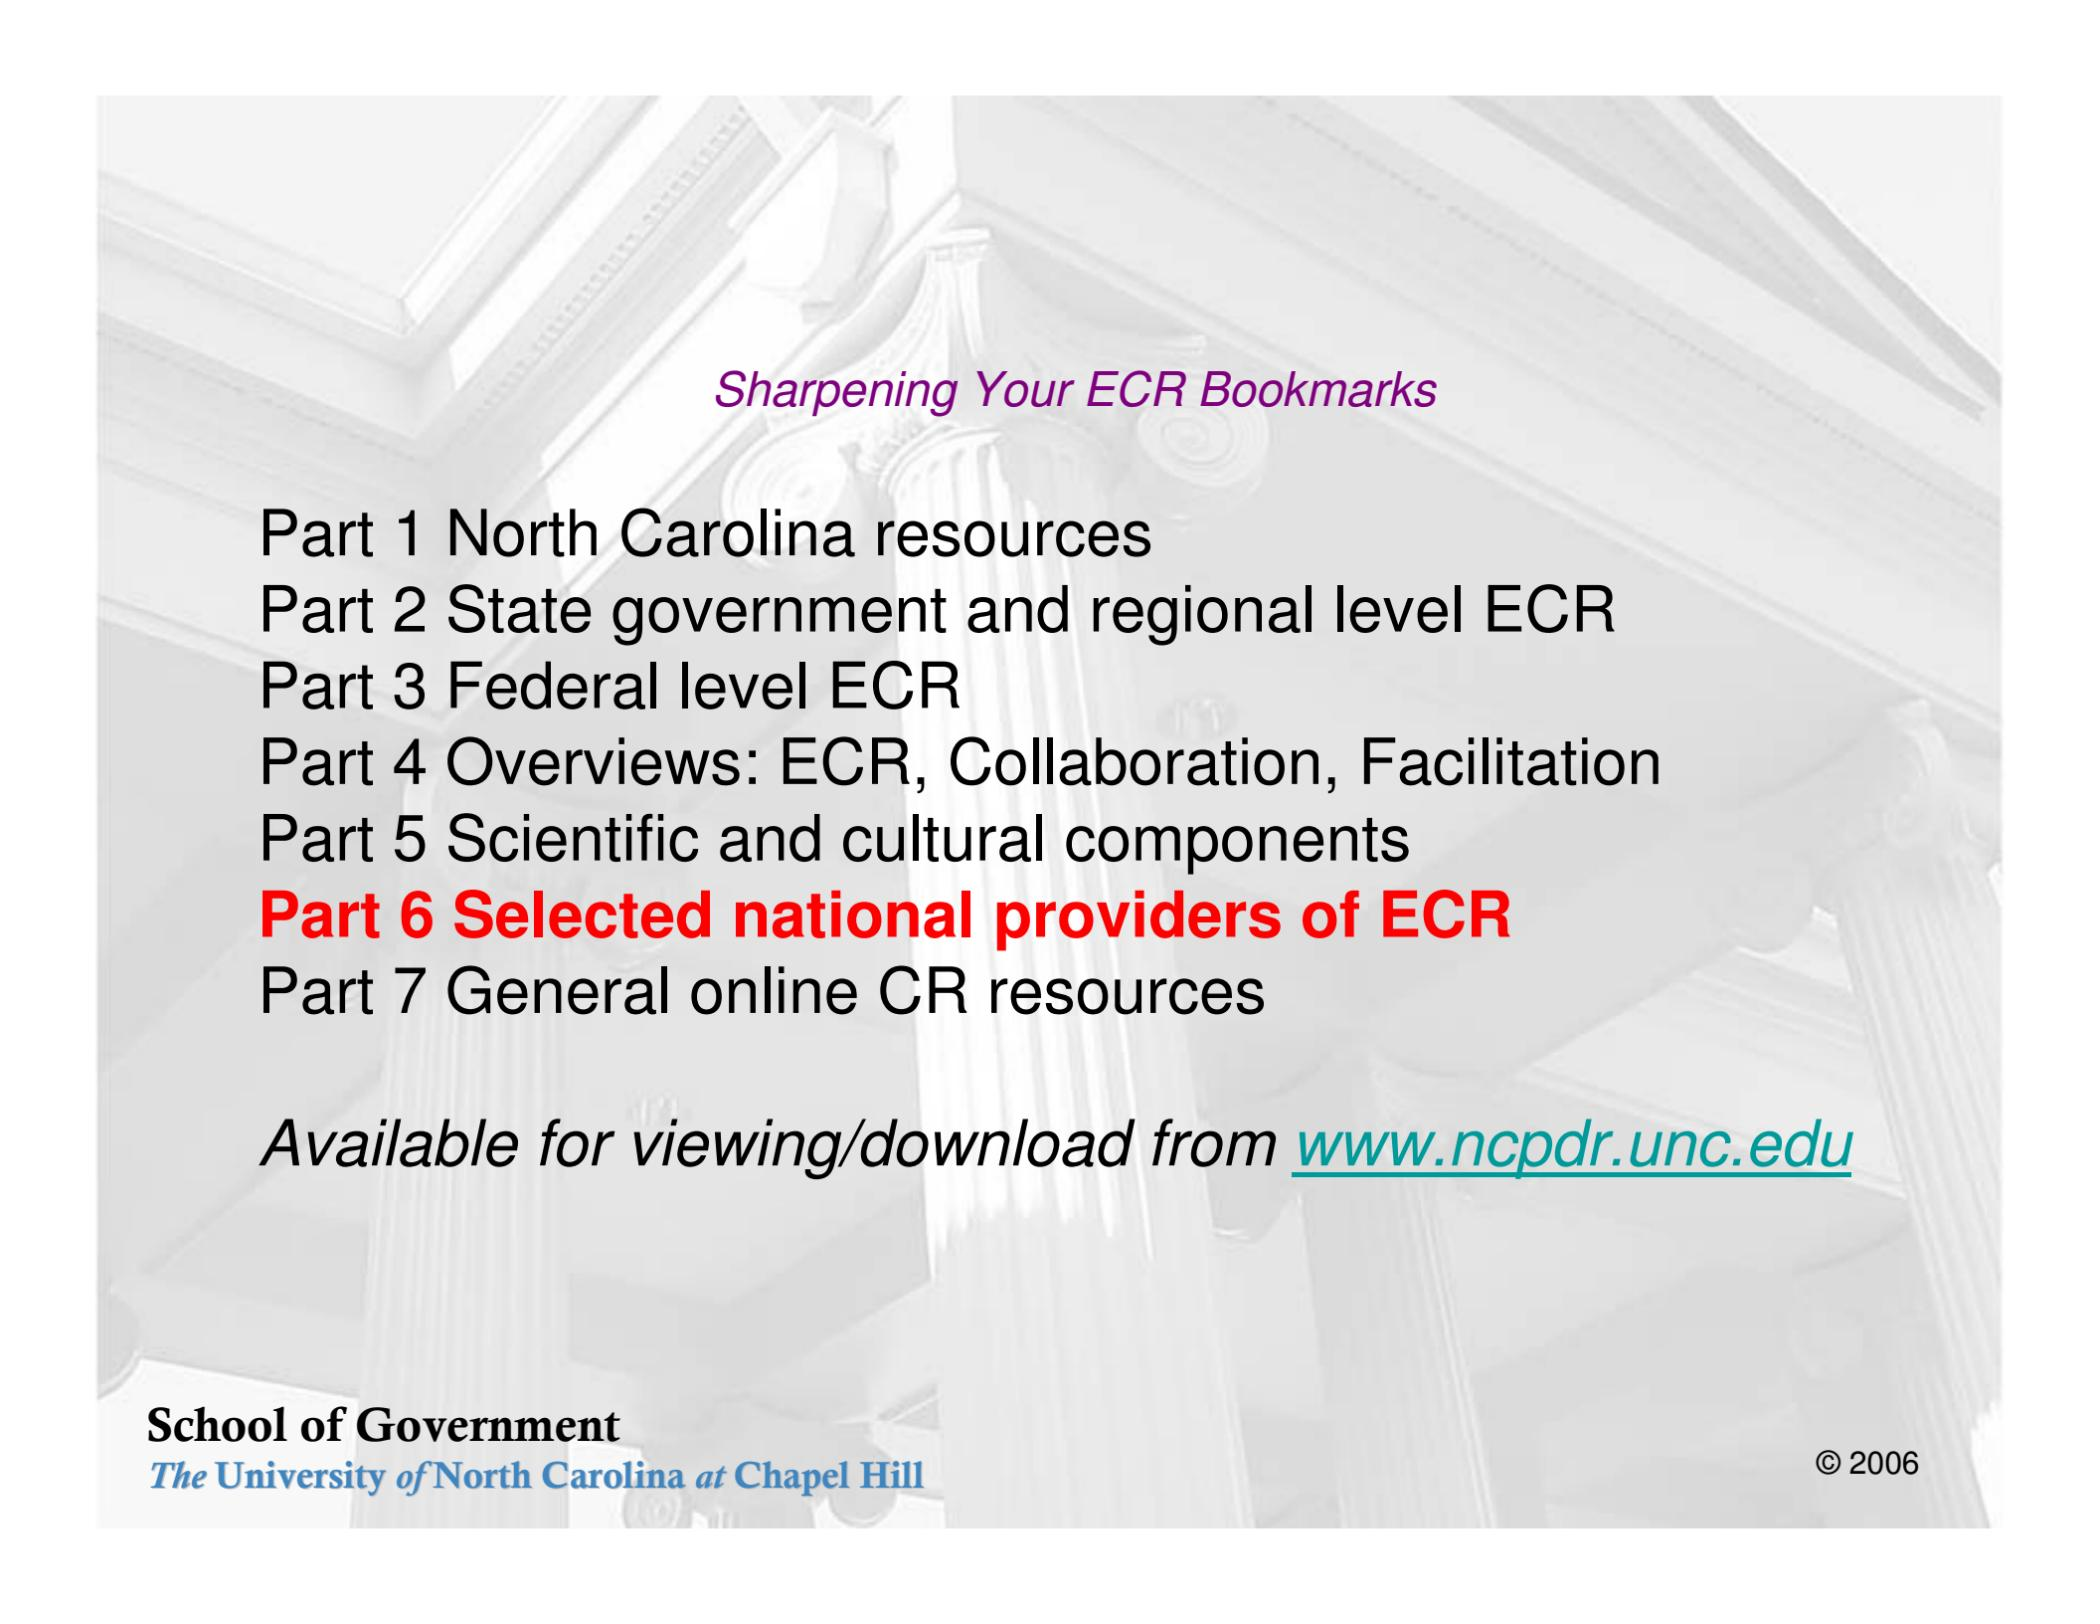 Sharpening Your ECR Bookmarks
Part 1 North Carolina resources
Part 2 State government and regional level ECR
Part 3 Federal level ECR
Part 4 Overviews: ECR, Collaboration, Facilitation
Part 5 Scientific and cultural components
Part 6 Selected national providers of ECR
Part 7 General online CR resources
Available for viewing/download from www.ncpdr.unc.edu
School of Government
The University of North Carolina at Chapel Hill
© 2006